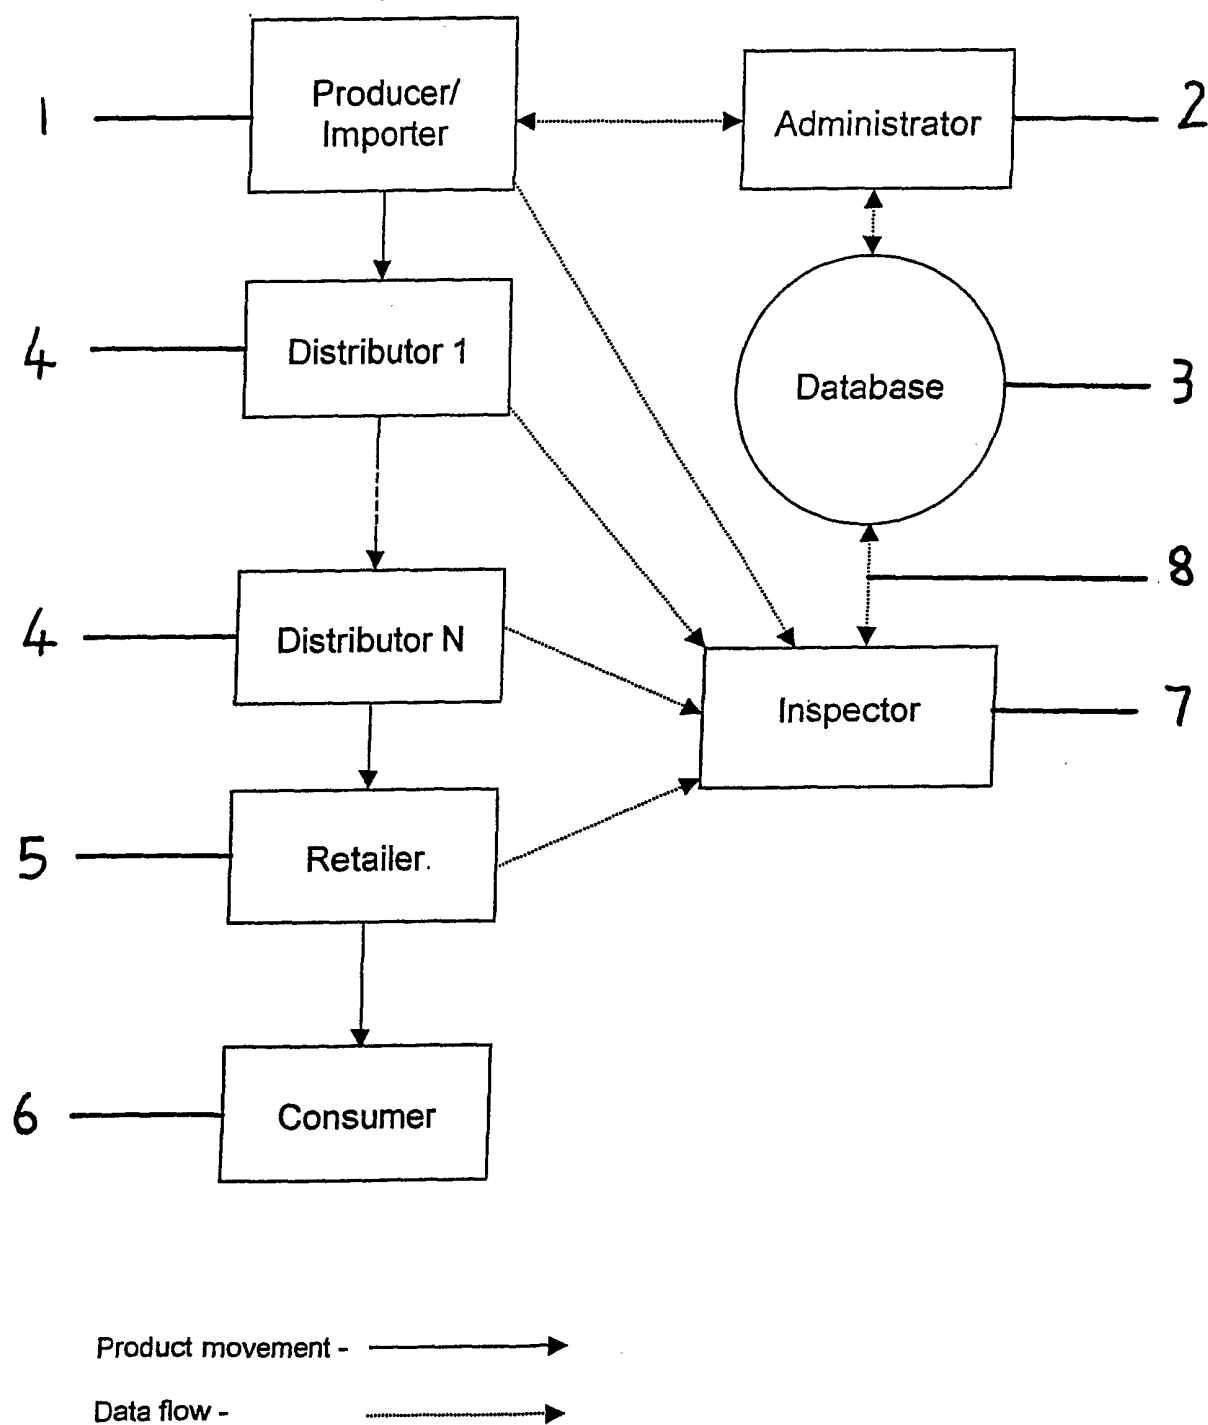 1
Producer/
Importer
Administrator
2
4
Distributor 1
Database
3
8
4
Distributor N
Inspector
7
5
Retailer.
6
Consumer
Product movement -
Data flow -